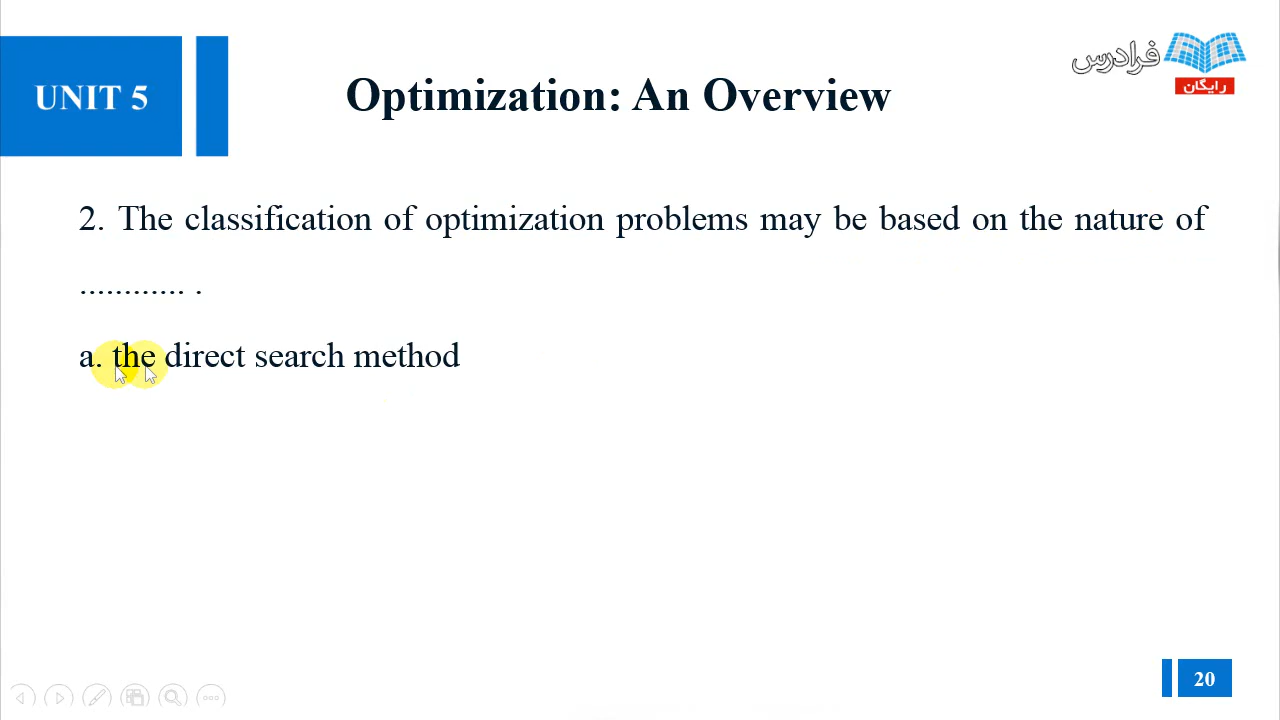 فرادرس
رایگان
UNIT 5
Optimization: An Overview
2. The classification of optimization problems may be based on the nature of
............ .
a. the direct search method
20